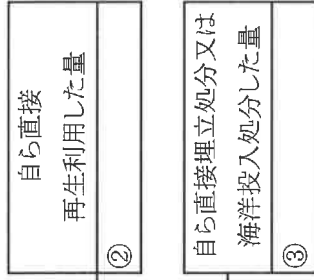 自ら直接
再生利用した量
②
自ら直接埋立処分又は
海洋投入処分した量
③